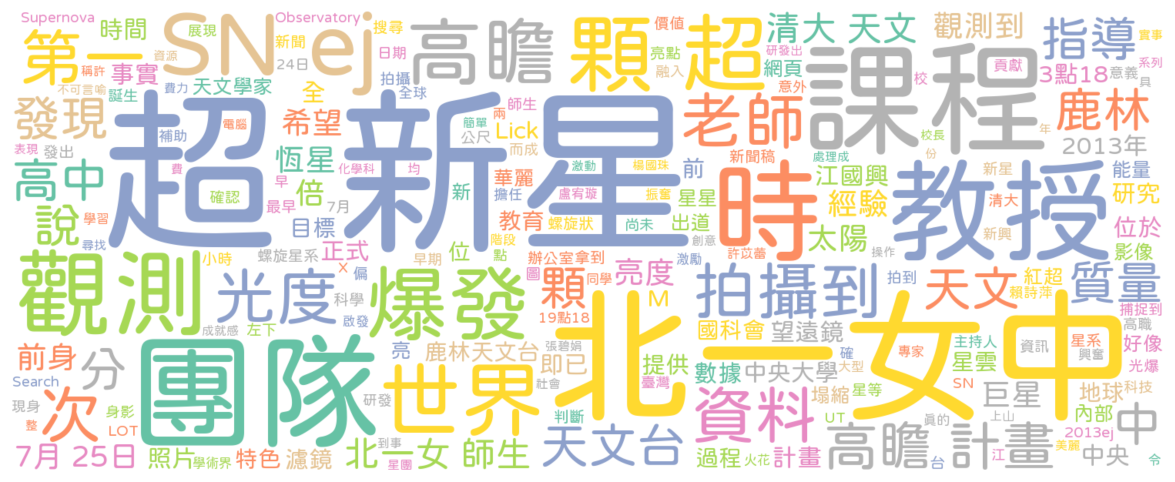 Supernova
時間
SN ej
Observatory
展現
新聞
24日
搜尋
日期
高瞻
顆 超
價值
亮點
融入
清大 天文
研發出
網頁
意外
觀測到
校
貢獻
指導
3點18
意義
具
實事
系列
第一
稱許
資源
事實
不可言喻
誕生
費力
天文學家
全
拍攝
全球
發現
發出
補助
電腦
希望
兩
師生
簡單
公尺
Lick
而成
老師
新聞稿
課程
校長
份
鹿林
2013年
年
高中
表現
費
恆星
確認
早
最早
7月
倍
化學科
均
新
華麗
擔任
激動
楊國珠
盧宥璇
振奮
前
星星
超 新星
時
處理成
江國興
經驗
教授
新星
清大
新興
能量
研究
說
學習
尋找
目標
位
教育
螺旋狀
尚未
出道
階段
點
創意
許苡蕾
太陽
操作
位於
影像
觀測
小時
螺旋星系
正式
X
偏
早期
辦公室拿到
圖
同學
激勵
亮度
拍到
紅超
賴詩萍
捕捉到
光度
科學
啟發
爆發
顆
19點18
M
拍攝到
天文
質量
成就感
左下
國科會
望遠鏡
主持人
高職
前身
分
團隊
亮
鹿林天文台
張碧娟
即已
提供
臺灣
北一女中
確
專家
大型
星雲
資訊
星系
興奮
好像
光爆
Search
現身
身影
次
整
LOT
社會
世界
研發
判斷
數據
中央大學
塌縮
星等
UT
SN
巨星
真的
上山
地球
科技
內部
2013ej
中
7月 25日
照片
學術界
特色
濾鏡
到事
星團
北一女 師生
天文台
資料
過程
火花
計畫
高瞻 計畫
台
江
美麗
中央
令